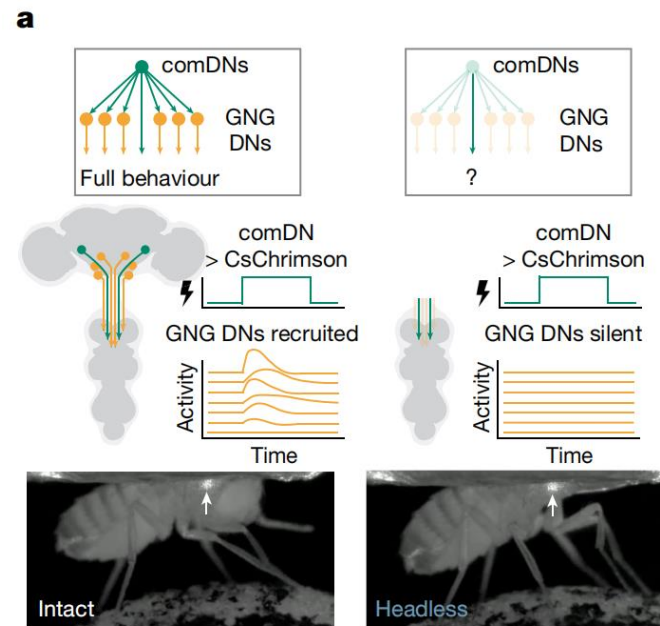 a
comDNs
GNG
DNs
Full behaviour
comDNs
GNG
DNs
?
comDN
> CsChrimson
GNG DNs recruited
Activity
Time
comDN
> CsChrimson
GNG DNs silent
Activity
Time
Intact
Headless